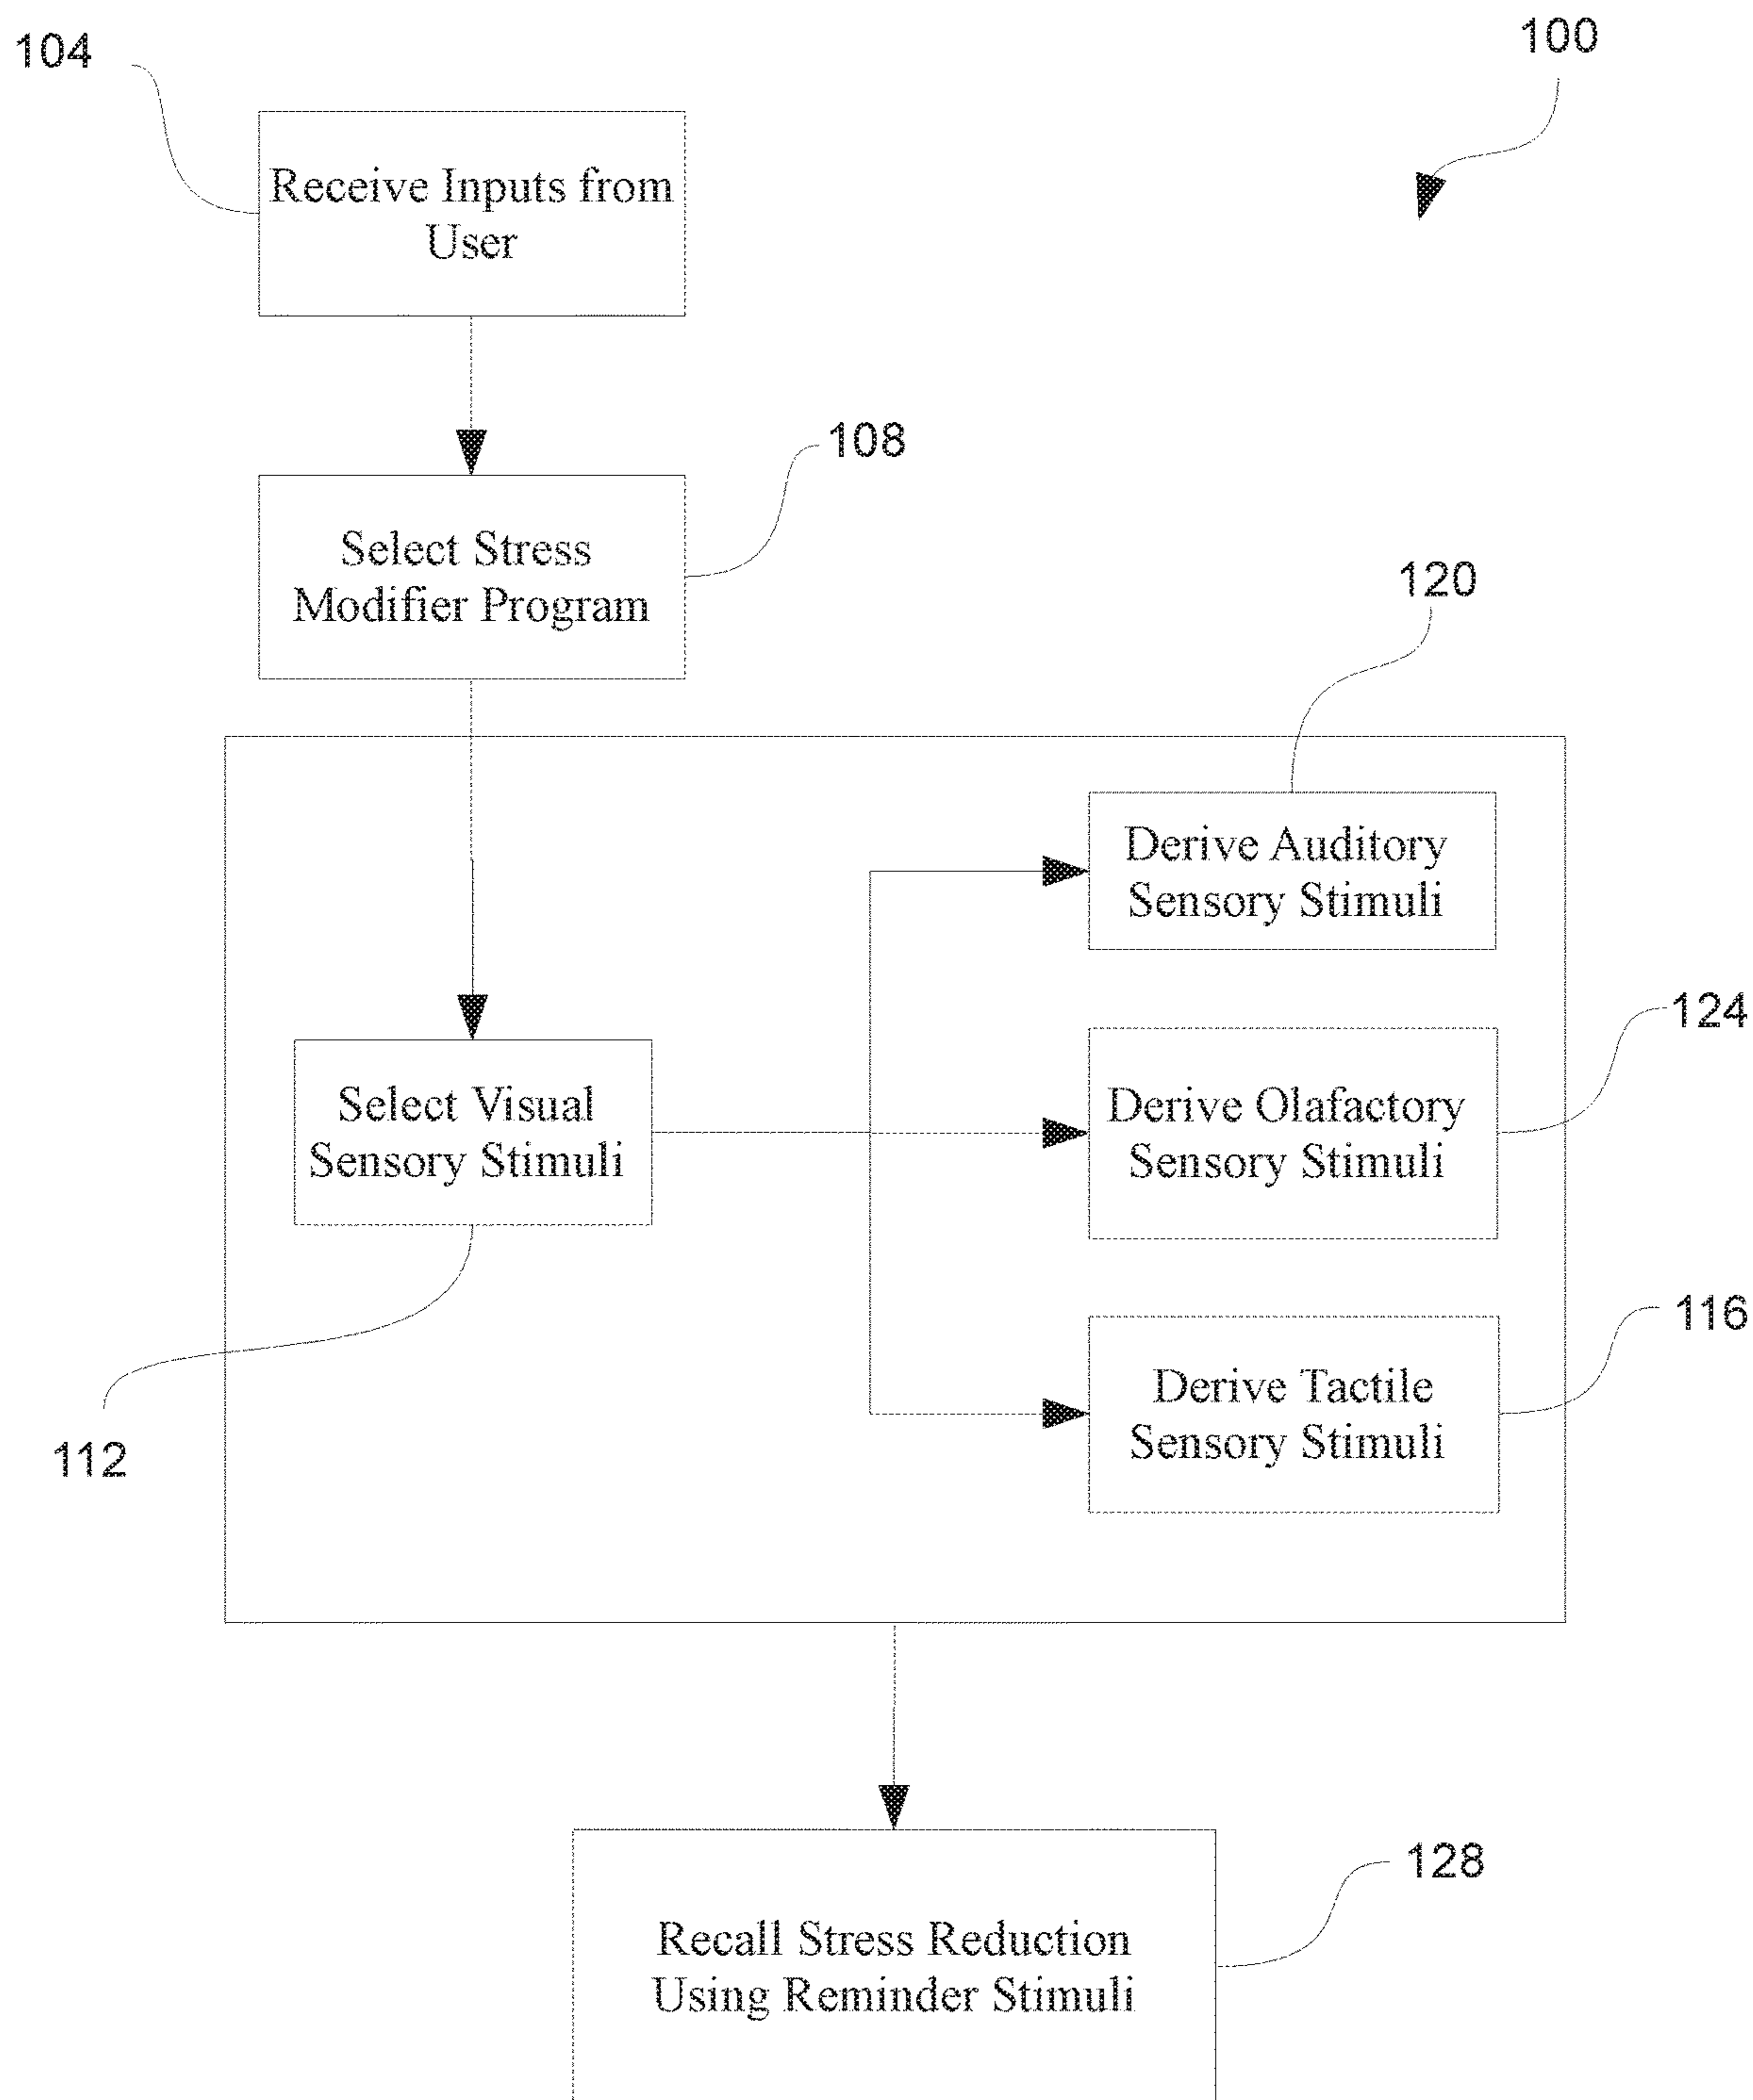 104
100
Receive Inputs from
User
108
Select Stress
Modifier Program
120
Derive Auditory
Sensory Stimuli
124
Select Visual
Sensory Stimuli
Derive Olafactory
Sensory Stimuli
116
Derive Tactile
Sensory Stimuli
112
128
Recall Stress Reduction
Using Reminder Stimuli